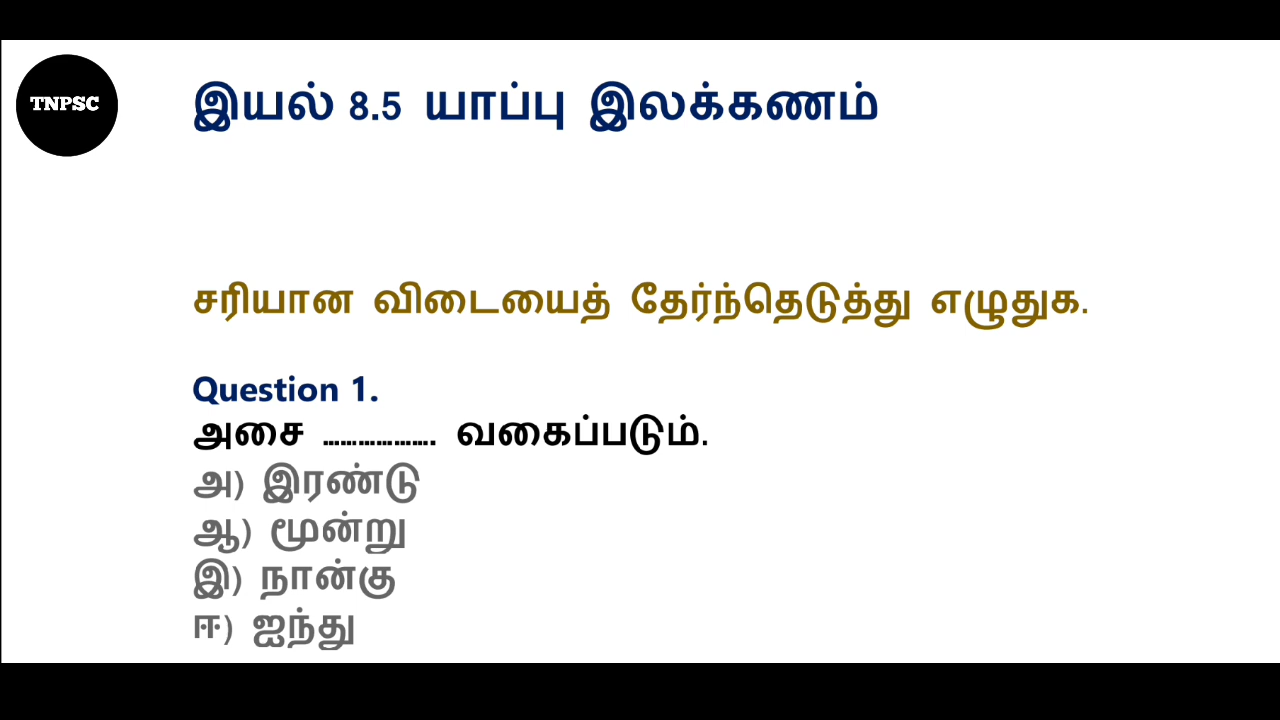 TNPSC
இயல் 8.5 யாப்பு இலக்கணம்
சரியான விடையைத் தேர்ந்தெடுத்து எழுதுக.
Question 1.
அசை ………………. வகைப்படும்.
அ) இரண்டு
ஆ) மூன்று
இ) நான்கு
ஈ) ஐந்து